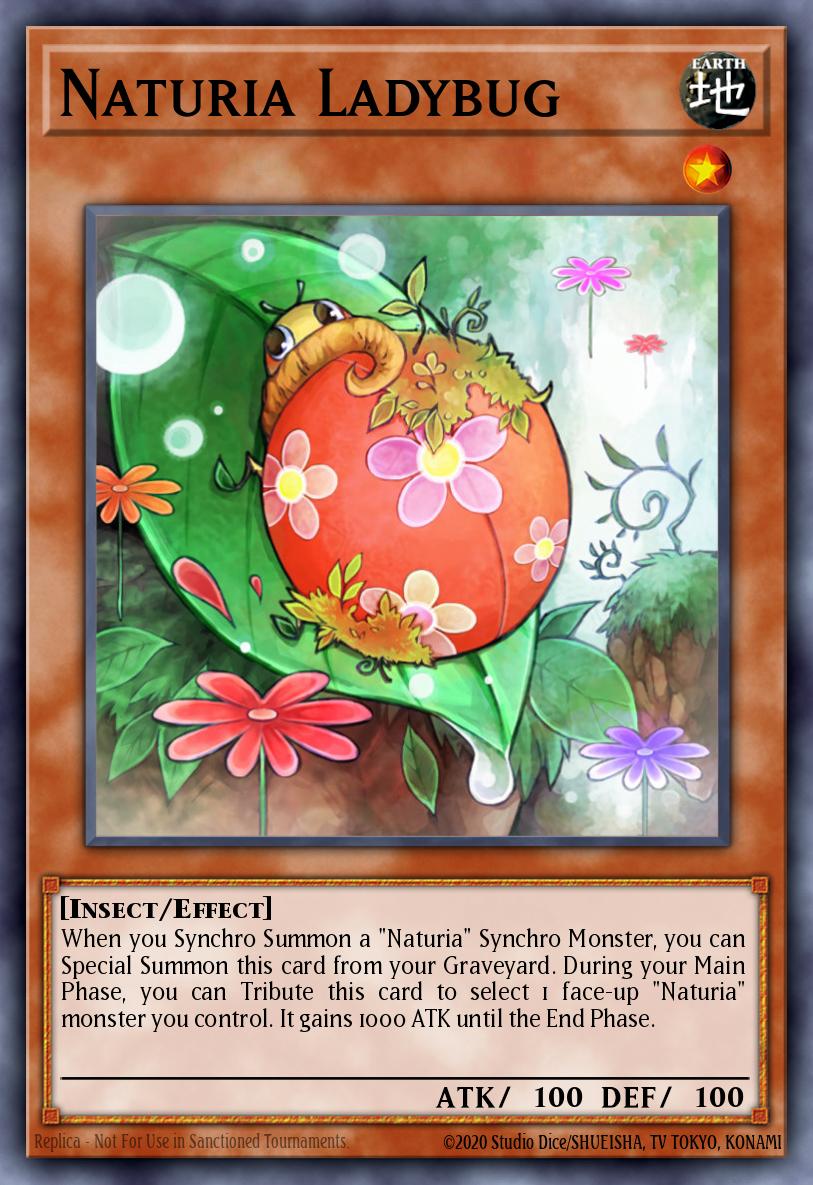 Naturia Ladybug
EARTH
地
[Insect/Effect]
When you Synchro Summon a "Naturia" Synchro Monster, you can
Special Summon this card from your Graveyard. During your Main
Phase, you can Tribute this card to select 1 face-up "Naturia"
monster you control. It gains 1000 ATK until the End Phase.
ATK/ 100 DEF/ 100
Replica - Not For Use in Sanctioned Tournaments.
©2020 Studio Dice/SHUEISHA, TV TOKYO, KONAMI